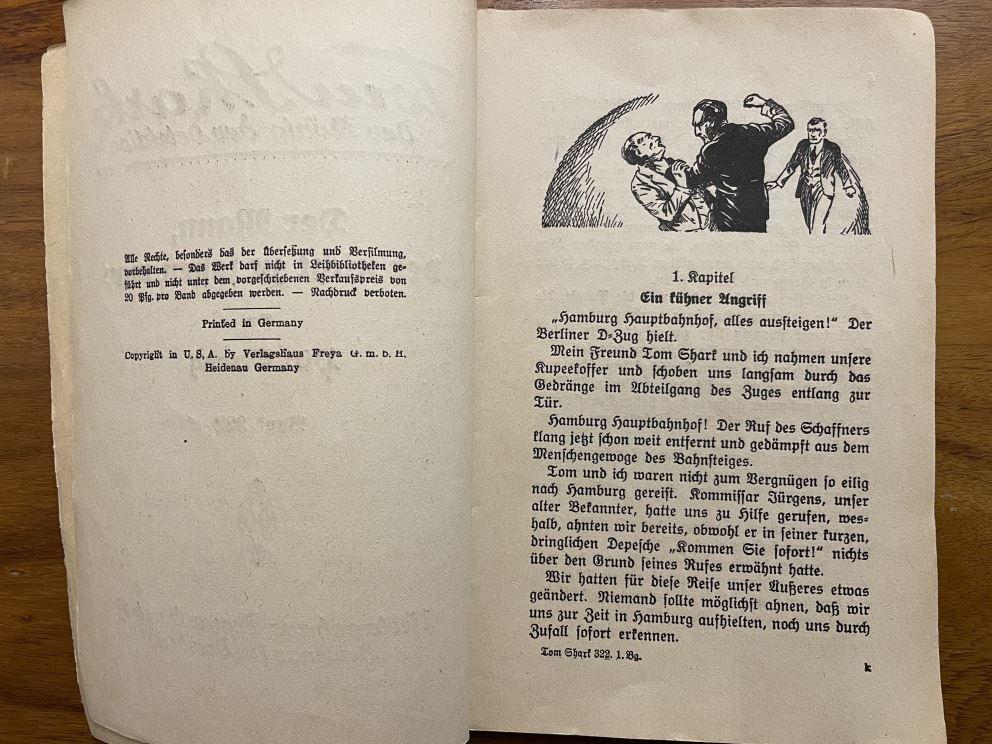 Alle Rechte, besonders das der Übersetzung und Verfilmung,
vorbehalten. — Das Werk darf nicht in Leihbibliotheken ge-
führt und nicht unter dem vorgeschriebenen Verkaufspreis von
20 Pfg. pro Band abgegeben werden. — Nachdruck verboten.
Printed in Germany
Copyright in U. S. A. by Verlagshaus Freya G. m. b. H.
Heidenau Germany
1. Kapitel
Ein kühner Angriff
„Hamburg Hauptbahnhof, alles aussteigen!“ Der
Berliner D-Zug hielt.
Mein Freund Tom Shark und ich nahmen unsere
Kupeekoffer und schoben uns langsam durch das
Gedränge im Abteilgang des Zuges entlang zur
Tür.
Hamburg Hauptbahnhof! Der Ruf des Schaffners
klang jetzt schon weit entfernt und gedämpft aus dem
Menschengewoge des Bahnsteiges.
Tom und ich waren nicht zum Vergnügen so eilig
nach Hamburg gereist. Kommissar Jürgens, unser
alter Bekannter, hatte uns zu Hilfe gerufen, wes-
halb, ahnten wir bereits, obwohl er in seiner kurzen,
dringlichen Depesche „Kommen Sie sofort!“ nichts
über den Grund seines Rufes erwähnt hatte.
Wir hatten für diese Reise unser Äußeres etwas
geändert. Niemand sollte möglichst ahnen, daß wir
uns zur Zeit in Hamburg aufhielten, noch uns durch
Zufall sofort erkennen.
Tom Shark 322. 1. Bg.
k